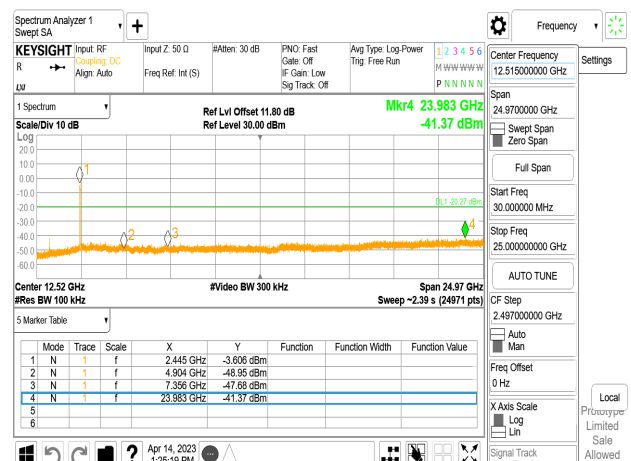 Spectrum Analyzer 1
Swept SA
Frequency
KEYSIGHT
R
LXI
Input: RF
Coupling: DC
Align: Auto
Input Z: 50 Ω
Freq Ref: Int (S)
#Atten: 30 dB
PNO: Fast
Gate: Off
IF Gain: Low
Sig Track: Off
Avg Type: Log-Power
Trig: Free Run
1 2 3 4 5 6
M W W W W W
P N N N N N
Center Frequency
12.515000000 GHz
Settings
Span
24.9700000 GHz
Swept Span
Zero Span
Full Span
Start Freq
30.000000 MHz
Stop Freq
25.000000000 GHz
AUTO TUNE
CF Step
2.497000000 GHz
Auto
Man
Freq Offset
0 Hz
X Axis Scale
Log
Lin
Signal Track
Local
Prototype
Limited
Sale
Allowed
1 Spectrum
Scale/Div 10 dB
Ref Lvl Offset 11.80 dB
Ref Level 30.00 dBm
Mkr4 23.983 GHz
-41.37 dBm
Log
20.0
10.0
0.00
-10.0
-20.0
-30.0
-40.0
-50.0
-60.0
1
2
3
4
DL1 -20.27 dBm
Center 12.52 GHz
#Res BW 100 kHz
#Video BW 300 kHz
Span 24.97 GHz
Sweep ~2.39 s (24971 pts)
5 Marker Table
Mode Trace Scale X Y Function Function Width Function Value
1 N 1 f 2.445 GHz -3.606 dBm
2 N 1 f 4.904 GHz -48.95 dBm
3 N 1 f 7.356 GHz -47.68 dBm
4 N 1 f 23.983 GHz -41.37 dBm
5
6
?
Apr 14, 2023
1:25:19 PM